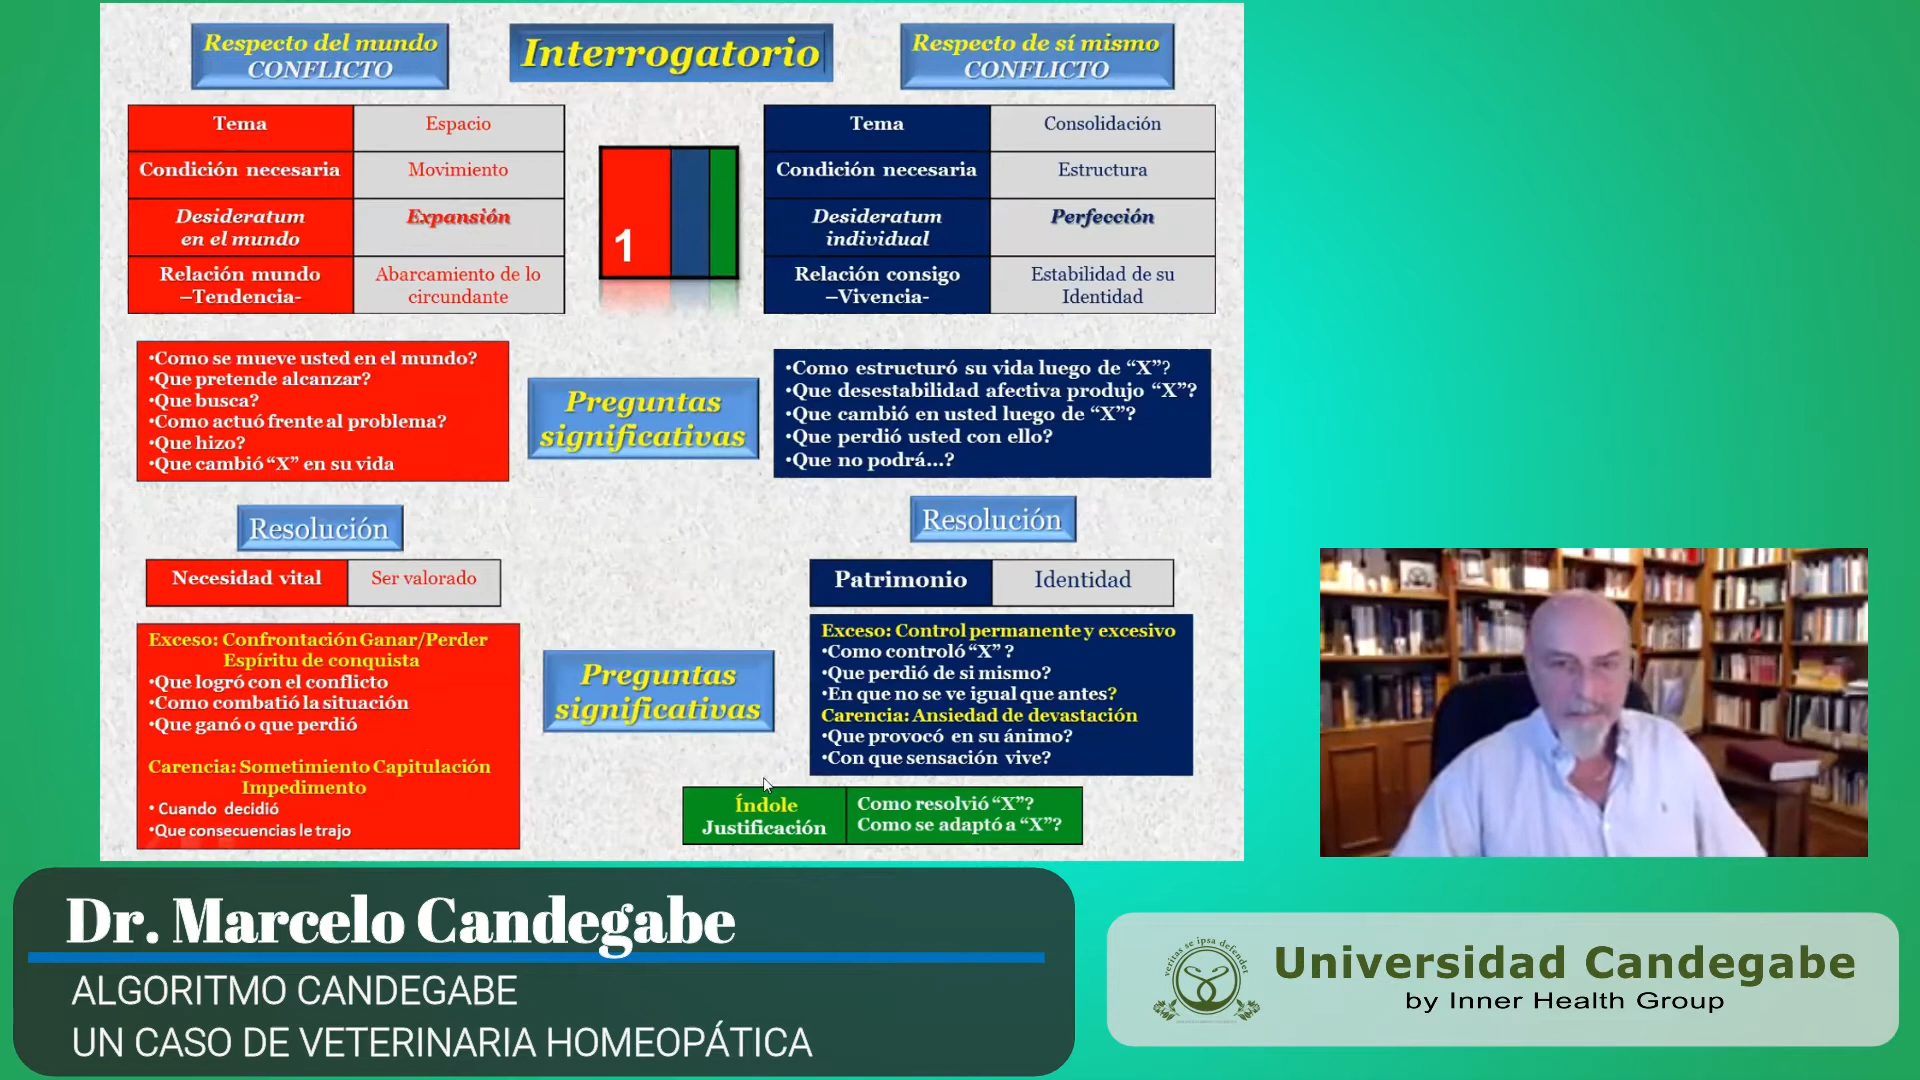 Respecto del mundo
CONFLICTO
Interrogatorio
Respecto de sí mismo
CONFLICTO
Tema
Espacio
Condición necesaria
Movimiento
Desideratum
en el mundo
Expansión
Relación mundo
–Tendencia-
Abarcamiento de lo
circundante
1
Tema
Consolidación
Condición necesaria
Estructura
Desideratum
individual
Perfección
Relación consigo
–Vivencia-
Estabilidad de su
Identidad
•Como se mueve usted en el mundo?
•Que pretende alcanzar?
•Que busca?
•Como actuó frente al problema?
•Que hizo?
•Que cambió “X” en su vida
Preguntas
significativas
•Como estructuró su vida luego de “X”?
•Que desestabilidad afectiva produjo “X”?
•Que cambió en usted luego de “X”?
•Que perdió usted con ello?
•Que no podrá...?
Resolución
Resolución
Necesidad vital
Ser valorado
Patrimonio
Identidad
Exceso: Confrontación Ganar/Perder
Espíritu de conquista
•Que logró con el conflicto
•Como combatió la situación
•Que ganó o que perdió
Carencia: Sometimiento Capitulación
Impedimento
• Cuando decidió
•Que consecuencias le trajo
Preguntas
significativas
Exceso: Control permanente y excesivo
•Como controló “X” ?
•Que perdió de si mismo?
•En que no se ve igual que antes?
Carencia: Ansiedad de devastación
•Que provocó en su ánimo?
•Con que sensación vive?
Índole
Justificación
Como resolvió “X”?
Como se adaptó a “X”?
Dr. Marcelo Candegabe
ALGORITMO CANDEGABE
UN CASO DE VETERINARIA HOMEOPÁTICA
veritas se ipsa defendet
Universidad Candegabe
by Inner Health Group